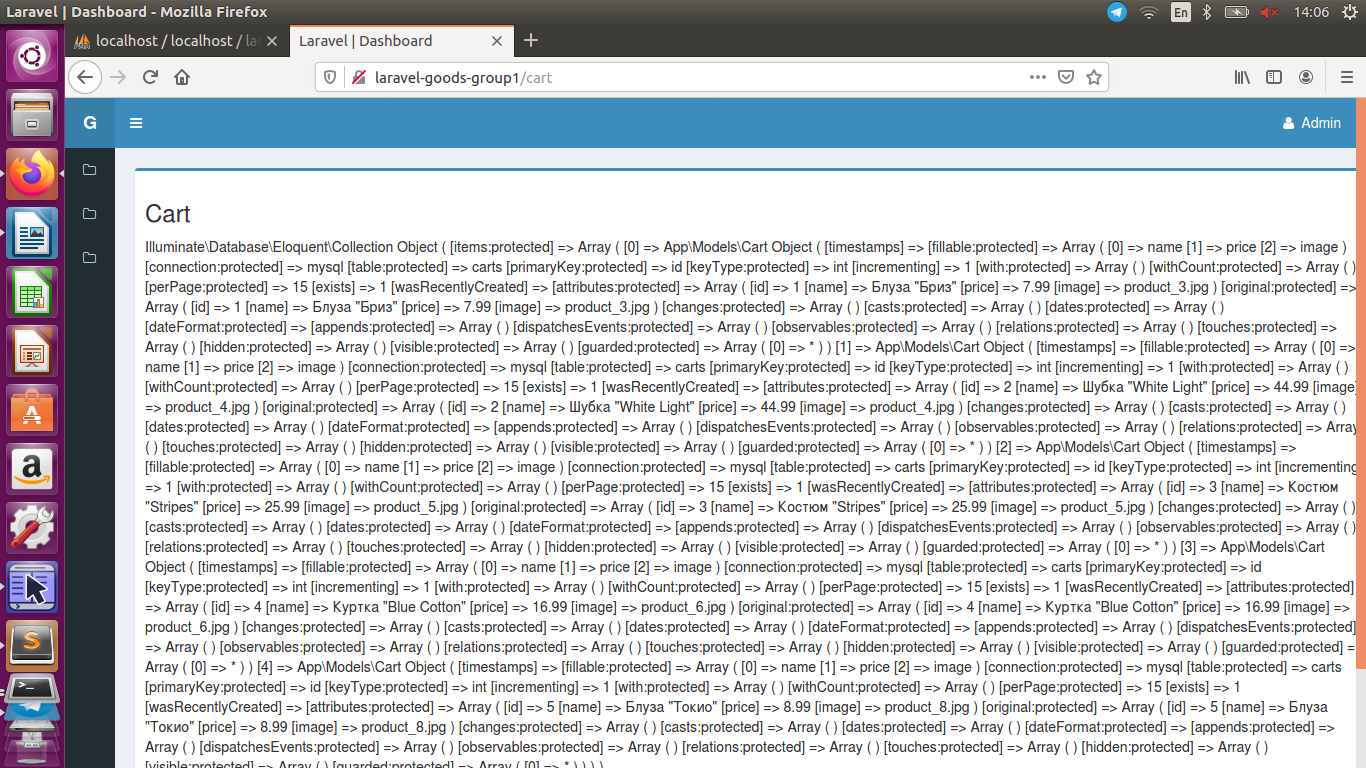 Laravel | Dashboard - Mozilla Firefox
En
14:06
localhost / localhost / la
Laravel | Dashboard
laravel-goods-group1/cart
G
Admin
Cart
Illuminate\Database\Eloquent\Collection Object ( [items:protected] => Array ( [0] => App\Models\Cart Object ( [timestamps] => [fillable:protected] => Array ( [0] => name [1] => price [2] => image )
[connection:protected] => mysql [table:protected] => carts [primaryKey:protected] => id [keyType:protected] => int [incrementing] => 1 [with:protected] => Array ( ) [withCount:protected] => Array ( )
[perPage:protected] => 15 [exists] => 1 [wasRecentlyCreated] => [attributes:protected] => Array ( [id] => 1 [name] => Блуза "Бриз" [price] => 7.99 [image] => product_3.jpg ) [original:protected] =>
Array ( [id] => 1 [name] => Блуза "Бриз" [price] => 7.99 [image] => product_3.jpg ) [changes:protected] => Array ( ) [casts:protected] => Array ( ) [dates:protected] => Array ( )
[dateFormat:protected] => [appends:protected] => Array ( ) [dispatchesEvents:protected] => Array ( ) [observables:protected] => Array ( ) [relations:protected] => Array ( ) [touches:protected] =>
Array ( ) [hidden:protected] => Array ( ) [visible:protected] => Array ( ) [guarded:protected] => Array ( [0] => * ) ) [1] => App\Models\Cart Object ( [timestamps] => [fillable:protected] => Array ( [0] =>
name [1] => price [2] => image ) [connection:protected] => mysql [table:protected] => carts [primaryKey:protected] => id [keyType:protected] => int [incrementing] => 1 [with:protected] => Array ( )
[withCount:protected] => Array ( ) [perPage:protected] => 15 [exists] => 1 [wasRecentlyCreated] => [attributes:protected] => Array ( [id] => 2 [name] => Шубка "White Light" [price] => 44.99 [image]
=> product_4.jpg ) [original:protected] => Array ( [id] => 2 [name] => Шубка "White Light" [price] => 44.99 [image] => product_4.jpg ) [changes:protected] => Array ( ) [casts:protected] => Array ( )
[dates:protected] => Array ( ) [dateFormat:protected] => [appends:protected] => Array ( ) [dispatchesEvents:protected] => Array ( ) [observables:protected] => Array ( ) [relations:protected] => Array
( ) [touches:protected] => Array ( ) [hidden:protected] => Array ( ) [visible:protected] => Array ( ) [guarded:protected] => Array ( [0] => * ) ) [2] => App\Models\Cart Object ( [timestamps] =>
[fillable:protected] => Array ( [0] => name [1] => price [2] => image ) [connection:protected] => mysql [table:protected] => carts [primaryKey:protected] => id [keyType:protected] => int [incrementing]
=> 1 [with:protected] => Array ( ) [withCount:protected] => Array ( ) [perPage:protected] => 15 [exists] => 1 [wasRecentlyCreated] => [attributes:protected] => Array ( [id] => 3 [name] => Костюм
"Stripes" [price] => 25.99 [image] => product_5.jpg ) [original:protected] => Array ( [id] => 3 [name] => Костюм "Stripes" [price] => 25.99 [image] => product_5.jpg ) [changes:protected] => Array ( )
[casts:protected] => Array ( ) [dates:protected] => Array ( ) [dateFormat:protected] => [appends:protected] => Array ( ) [dispatchesEvents:protected] => Array ( ) [observables:protected] => Array ( )
[relations:protected] => Array ( ) [touches:protected] => Array ( ) [hidden:protected] => Array ( ) [visible:protected] => Array ( ) [guarded:protected] => Array ( [0] => * ) ) [3] => App\Models\Cart
Object ( [timestamps] => [fillable:protected] => Array ( [0] => name [1] => price [2] => image ) [connection:protected] => mysql [table:protected] => carts [primaryKey:protected] => id
[keyType:protected] => int [incrementing] => 1 [with:protected] => Array ( ) [withCount:protected] => Array ( ) [perPage:protected] => 15 [exists] => 1 [wasRecentlyCreated] => [attributes:protected]
=> Array ( [id] => 4 [name] => Куртка "Blue Cotton" [price] => 16.99 [image] => product_6.jpg ) [original:protected] => Array ( [id] => 4 [name] => Куртка "Blue Cotton" [price] => 16.99 [image] =>
product_6.jpg ) [changes:protected] => Array ( ) [casts:protected] => Array ( ) [dates:protected] => Array ( ) [dateFormat:protected] => [appends:protected] => Array ( ) [dispatchesEvents:protected]
=> Array ( ) [observables:protected] => Array ( ) [relations:protected] => Array ( ) [touches:protected] => Array ( ) [hidden:protected] => Array ( ) [visible:protected] => Array ( ) [guarded:protected] =
Array ( [0] => * ) ) [4] => App\Models\Cart Object ( [timestamps] => [fillable:protected] => Array ( [0] => name [1] => price [2] => image ) [connection:protected] => mysql [table:protected] => carts
[primaryKey:protected] => id [keyType:protected] => int [incrementing] => 1 [with:protected] => Array ( ) [withCount:protected] => Array ( ) [perPage:protected] => 15 [exists] => 1
[wasRecentlyCreated] => [attributes:protected] => Array ( [id] => 5 [name] => Блуза "Токио" [price] => 8.99 [image] => product_8.jpg ) [original:protected] => Array ( [id] => 5 [name] => Блуза
"Токио" [price] => 8.99 [image] => product_8.jpg ) [changes:protected] => Array ( ) [casts:protected] => Array ( ) [dates:protected] => Array ( ) [dateFormat:protected] => [appends:protected] =>
Array ( ) [dispatchesEvents:protected] => Array ( ) [observables:protected] => Array ( ) [relations:protected] => Array ( ) [touches:protected] => Array ( ) [hidden:protected] => Array ( )
[visible:protected] => Array ( ) [guarded:protected] => Array ( [0] => * ) ) ) )